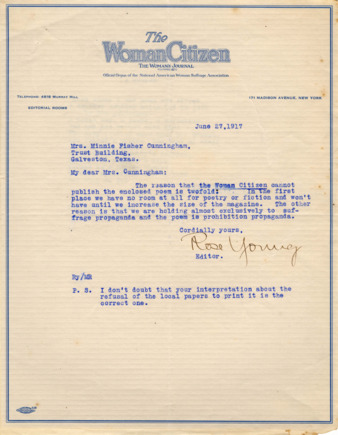 The
Woman Citizen
THE WOMAN'S JOURNAL
Official Organ of the National American Woman Suffrage Association
TELEPHONE 4818 MURRAY HILL
171 MADISON AVENUE, NEW YORK
EDITORIAL ROOMS
June 27,1917
Mrs. Minnie Fisher Cunningham,
Trust Building,
Galveston, Texas.
My dear Mrs. Cunningham:
The reason that the Woman Citizen cannot
publish the enclosed poem is twofold: In the first
place we have no room at all for poetry or fiction and won't
have until we increase the size of the magazine. The other
reason is that we are holding almost exclusively to suf-
frage propaganda and the poem is prohibition propaganda.
Cordially yours,
Rose Young
Editor.
Ry/MR
P. S. I don't doubt that your interpretation about the
refusal of the local papers to print it is the
correct one.